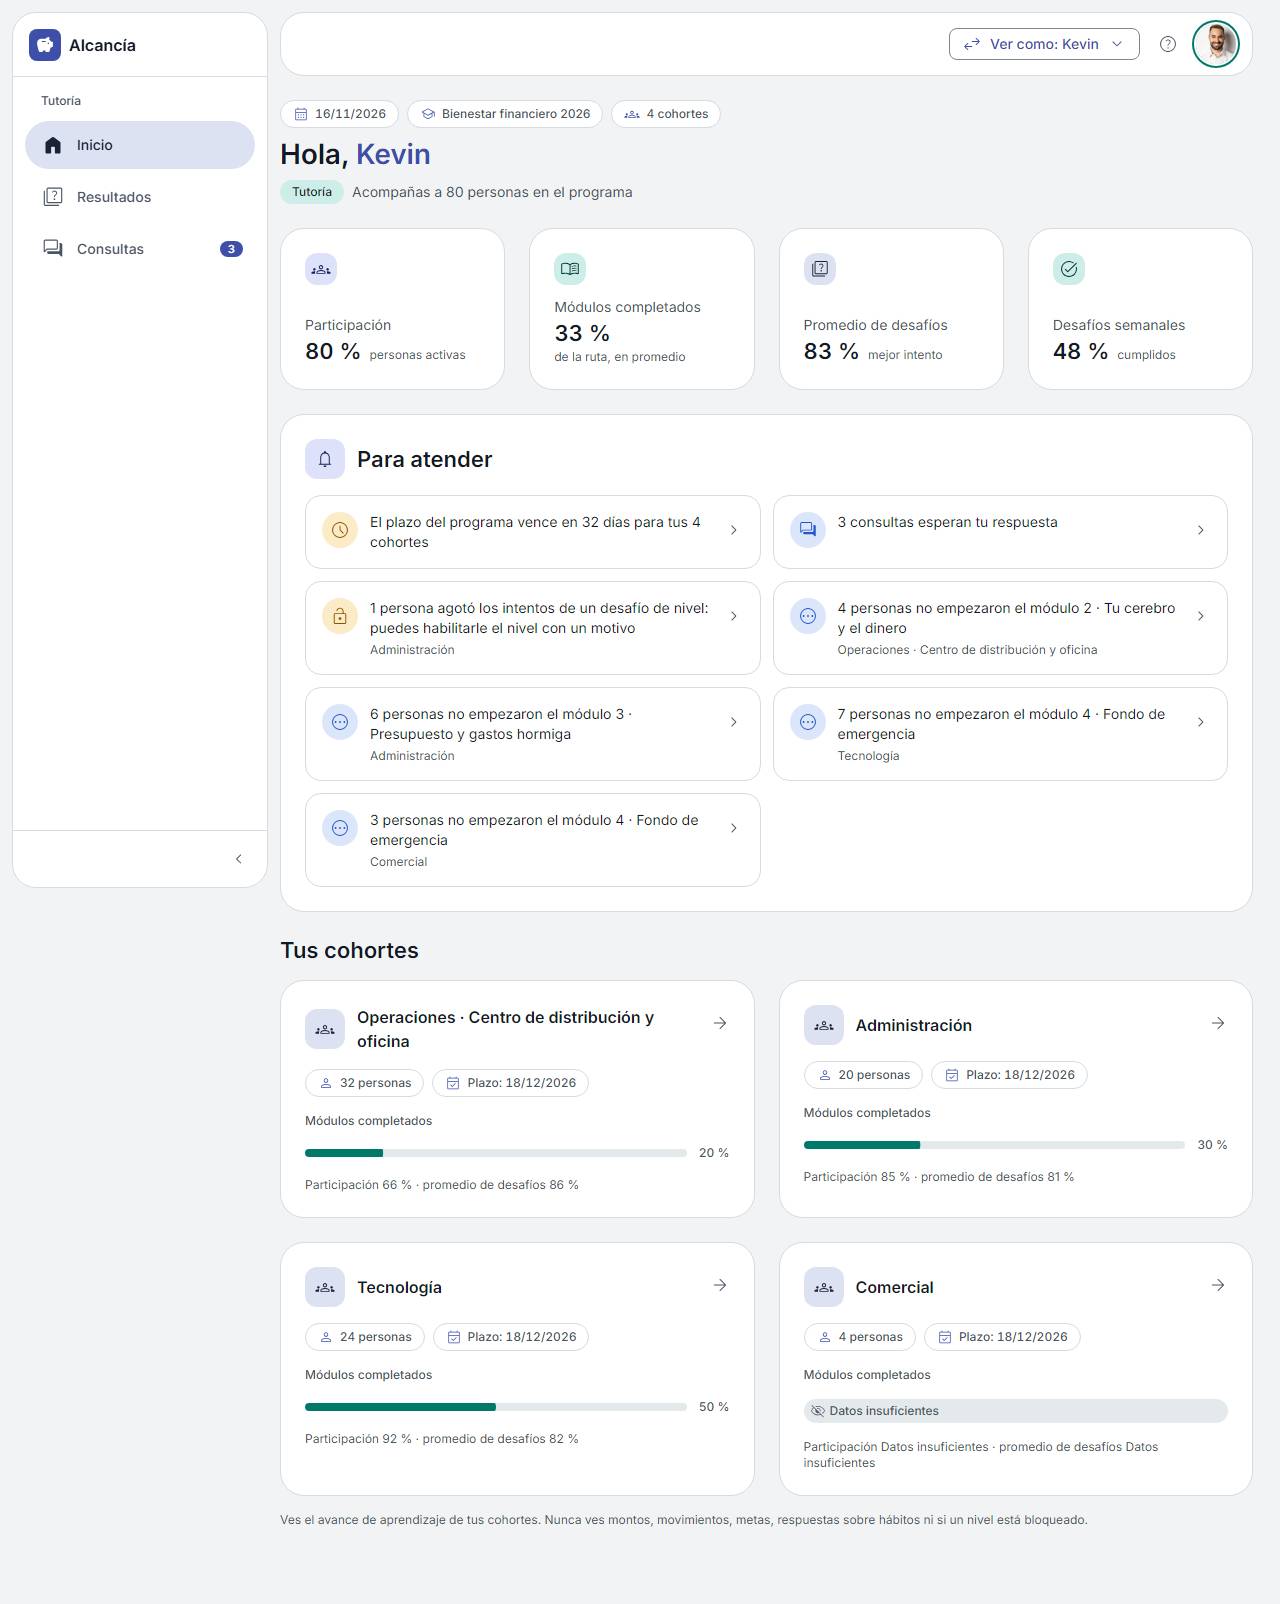 Alcancía
Ver como: Kevin
Tutoría
Inicio
Resultados
Consultas
3
16/11/2026
Bienestar financiero 2026
4 cohortes
Hola, Kevin
Tutoría
Acompañas a 80 personas en el programa
Participación
80 % personas activas
Módulos completados
33 %
de la ruta, en promedio
Promedio de desafíos
83 % mejor intento
Desafíos semanales
48 % cumplidos
Para atender
El plazo del programa vence en 32 días para tus 4
cohortes
3 consultas esperan tu respuesta
1 persona agotó los intentos de un desafío de nivel:
puedes habilitarle el nivel con un motivo
Administración
4 personas no empezaron el módulo 2 · Tu cerebro
y el dinero
Operaciones · Centro de distribución y oficina
6 personas no empezaron el módulo 3 ·
Presupuesto y gastos hormiga
Administración
7 personas no empezaron el módulo 4 · Fondo de
emergencia
Tecnología
3 personas no empezaron el módulo 4 · Fondo de
emergencia
Comercial
Tus cohortes
Operaciones · Centro de distribución y
oficina
32 personas
Plazo: 18/12/2026
Módulos completados
20 %
Participación 66 % · promedio de desafíos 86 %
Administración
20 personas
Plazo: 18/12/2026
Módulos completados
30 %
Participación 85 % · promedio de desafíos 81 %
Tecnología
24 personas
Plazo: 18/12/2026
Módulos completados
50 %
Participación 92 % · promedio de desafíos 82 %
Comercial
4 personas
Plazo: 18/12/2026
Módulos completados
Datos insuficientes
Participación Datos insuficientes · promedio de desafíos Datos
insuficientes
Ves el avance de aprendizaje de tus cohortes. Nunca ves montos, movimientos, metas, respuestas sobre hábitos ni si un nivel está bloqueado.